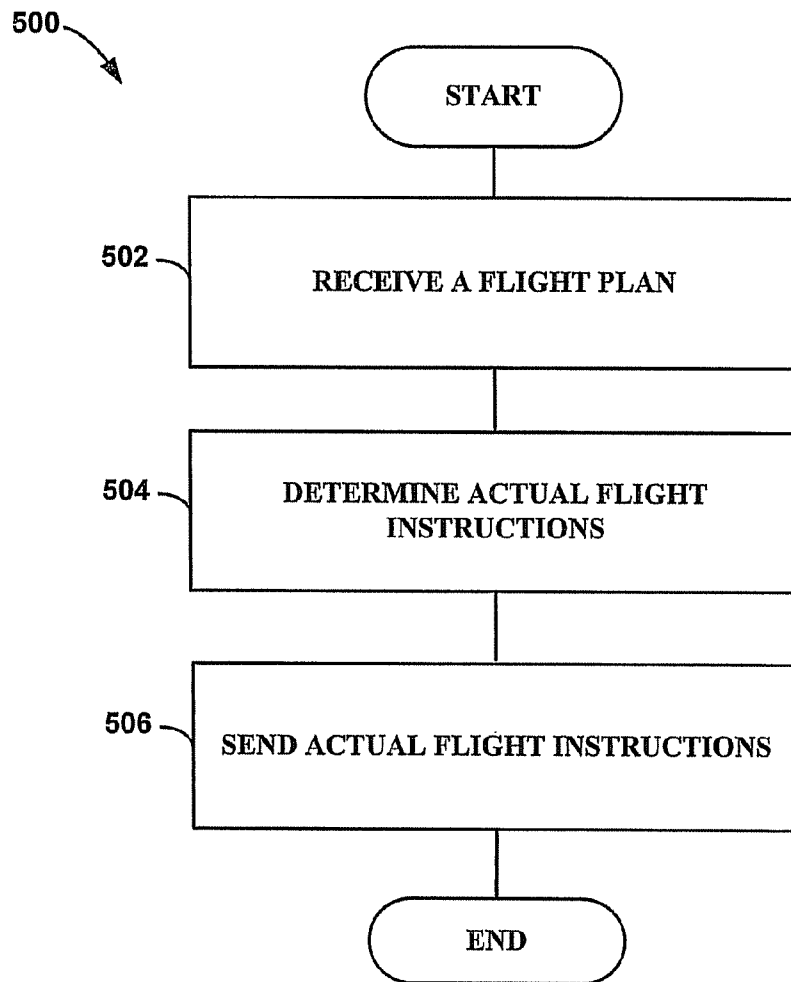 500
START
502
RECEIVE A FLIGHT PLAN
504
DETERMINE ACTUAL FLIGHT
INSTRUCTIONS
506
SEND ACTUAL FLIGHT INSTRUCTIONS
END